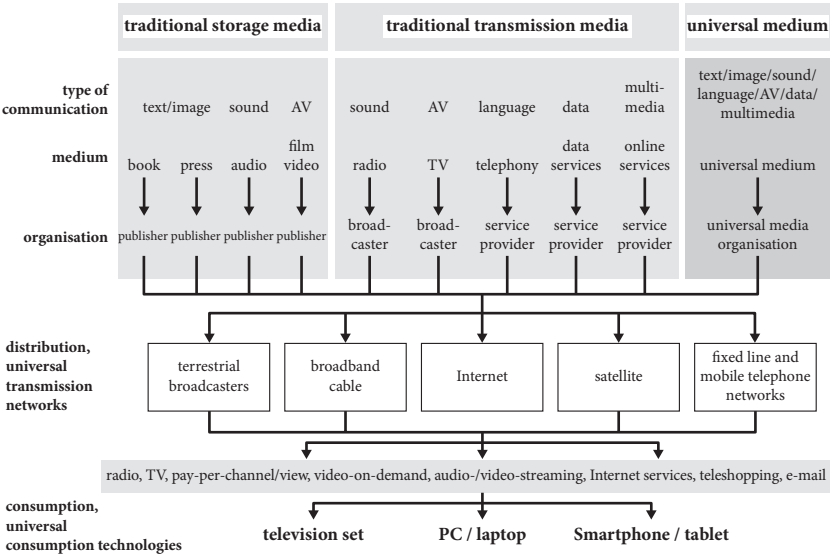 traditional storage media traditional transmission media universal medium
type of
communication
text/image sound AV
sound AV language data
multi-
media
text/image/sound/
language/AV/data/
multimedia
medium
book press audio
film
video
radio TV telephony
data
services
online
services
universal medium
organisation
publisher publisher publisher publisher
broad-
caster
broad-
caster
service
provider
service
provider
service
provider
universal media
organisation
distribution,
universal
transmission
networks
terrestrial
broadcasters
broadband
cable
Internet
satellite
fixed line and
mobile telephone
networks
radio, TV, pay-per-channel/view, video-on-demand, audio-/video-streaming, Internet services, teleshopping, e-mail
consumption,
universal
consumption technologies
television set PC / laptop Smartphone / tablet